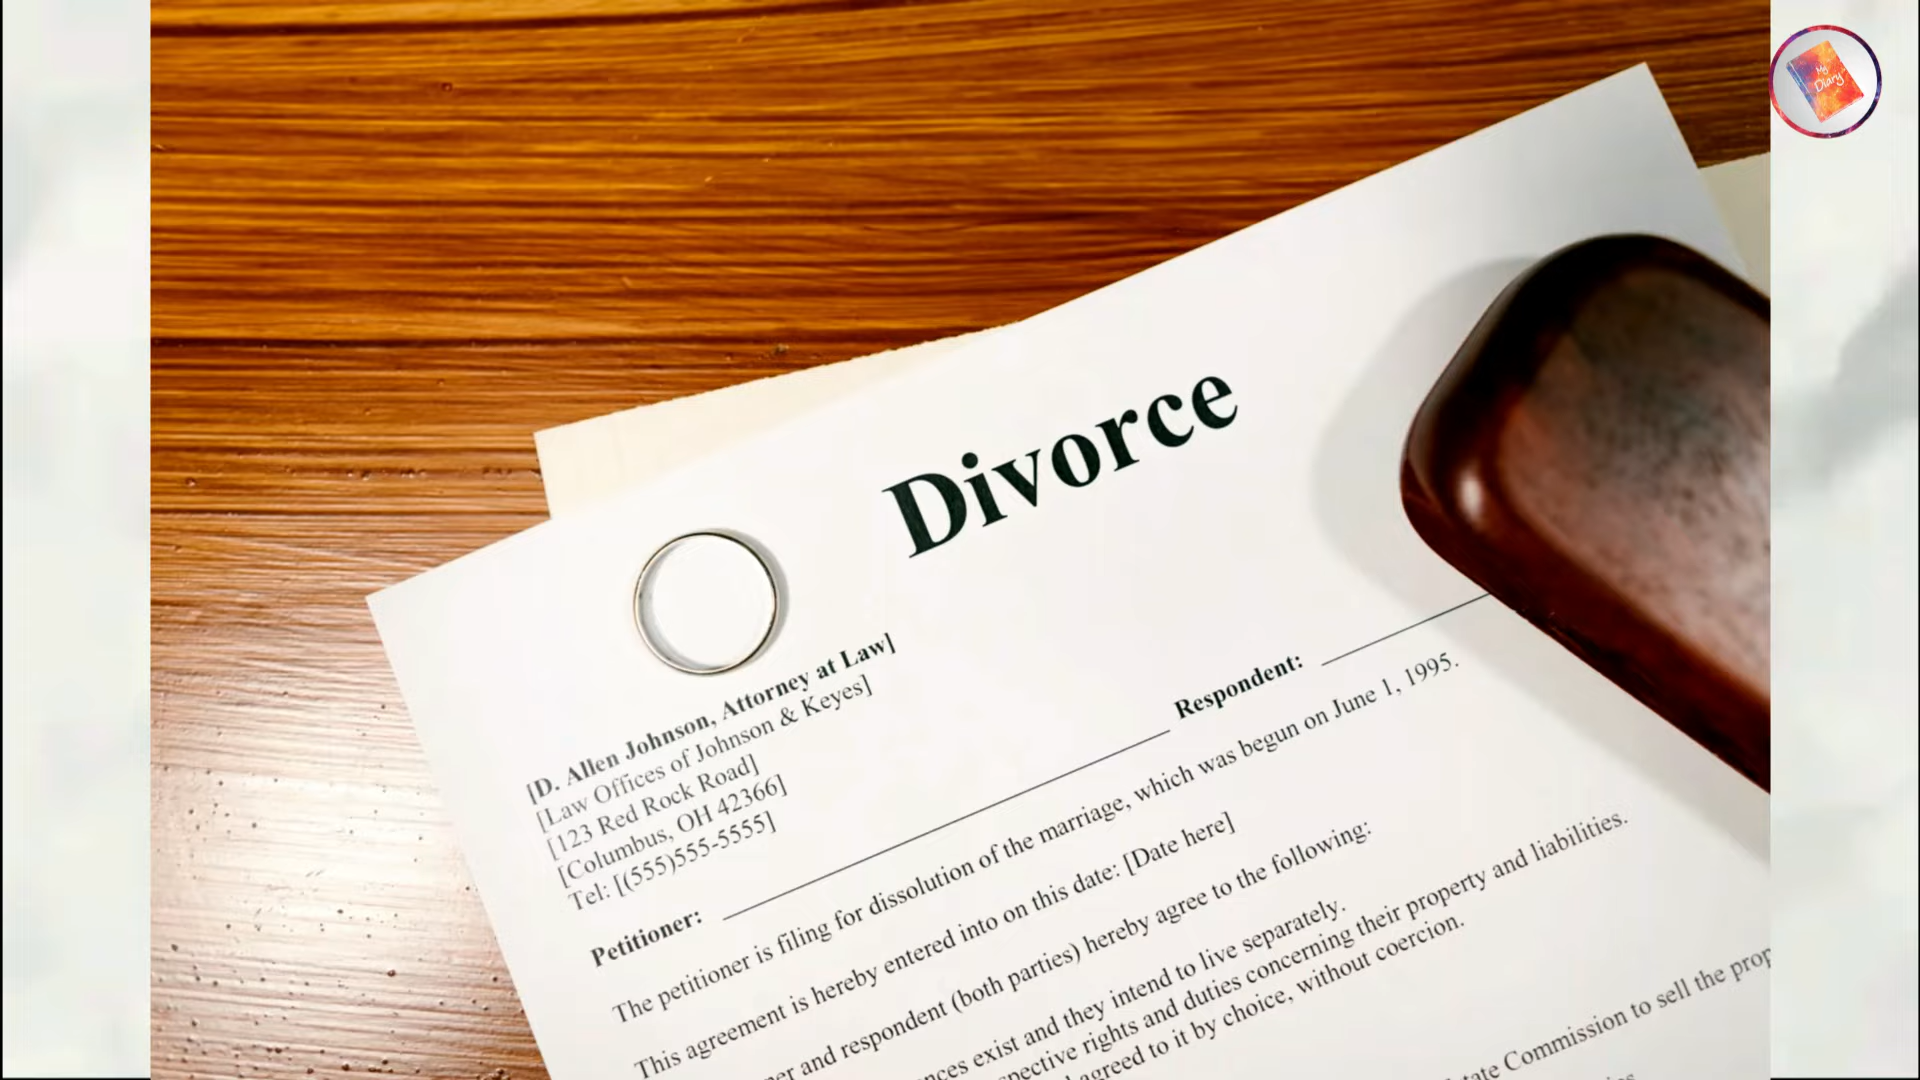 My
Diary
Divorce
[D. Allen Johnson, Attorney at Law]
[Law Offices of Johnson & Keyes]
[123 Red Rock Road]
[Columbus, OH 42366]
Tel: [(555)555-5555]
Petitioner: Respondent:
The petitioner is filing for dissolution of the marriage, which was begun on June 1, 1995.
This agreement is hereby entered into on this date: [Date here]
and respondent (both parties) hereby agree to the following:
exist and they intend to live separately.
rights and duties concerning their property and liabilities.
agreed to it by choice, without coercion.
Commission to sell the